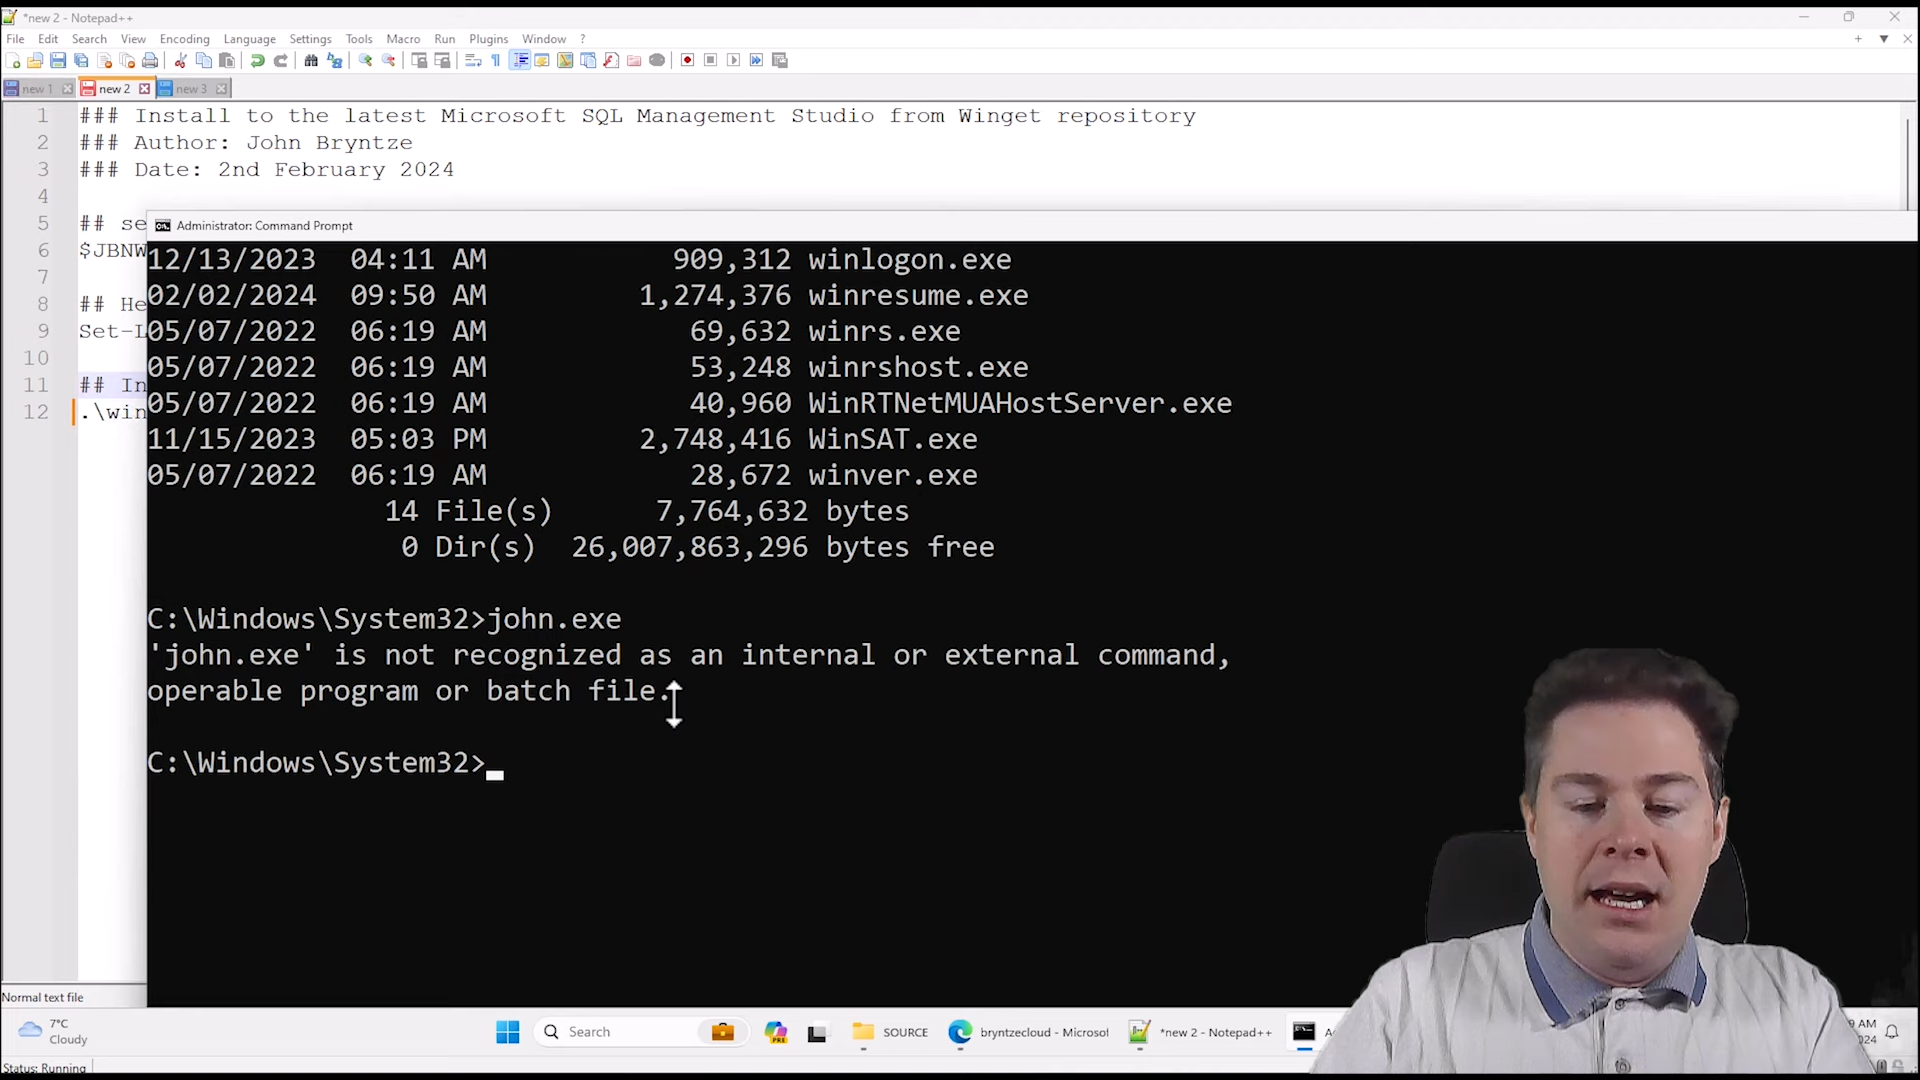 *new 2 - Notepad++
File Edit Search View Encoding Language Settings Tools Macro Run Plugins Window ?
new 1 new 2 new 3
1 ### Install to the latest Microsoft SQL Management Studio from Winget repository
2 ### Author: John Bryntze
3 ### Date: 2nd February 2024
4
5 ## se
6 $JBNW
7
8 ## He
9 Set-L
10
11 ## In
12 .\win
Administrator: Command Prompt
12/13/2023 04:11 AM 909,312 winlogon.exe
02/02/2024 09:50 AM 1,274,376 winresume.exe
05/07/2022 06:19 AM 69,632 winrs.exe
05/07/2022 06:19 AM 53,248 winrshost.exe
05/07/2022 06:19 AM 40,960 WinRTNetMUAHostServer.exe
11/15/2023 05:03 PM 2,748,416 WinSAT.exe
05/07/2022 06:19 AM 28,672 winver.exe
14 File(s) 7,764,632 bytes
0 Dir(s) 26,007,863,296 bytes free
C:\Windows\System32>john.exe
'john.exe' is not recognized as an internal or external command,
operable program or batch file.
C:\Windows\System32>
Normal text file
7°C
Cloudy
Search
SOURCE
bryntzecloud - Microsof
*new 2 - Notepad++
9 AM
Status: Running